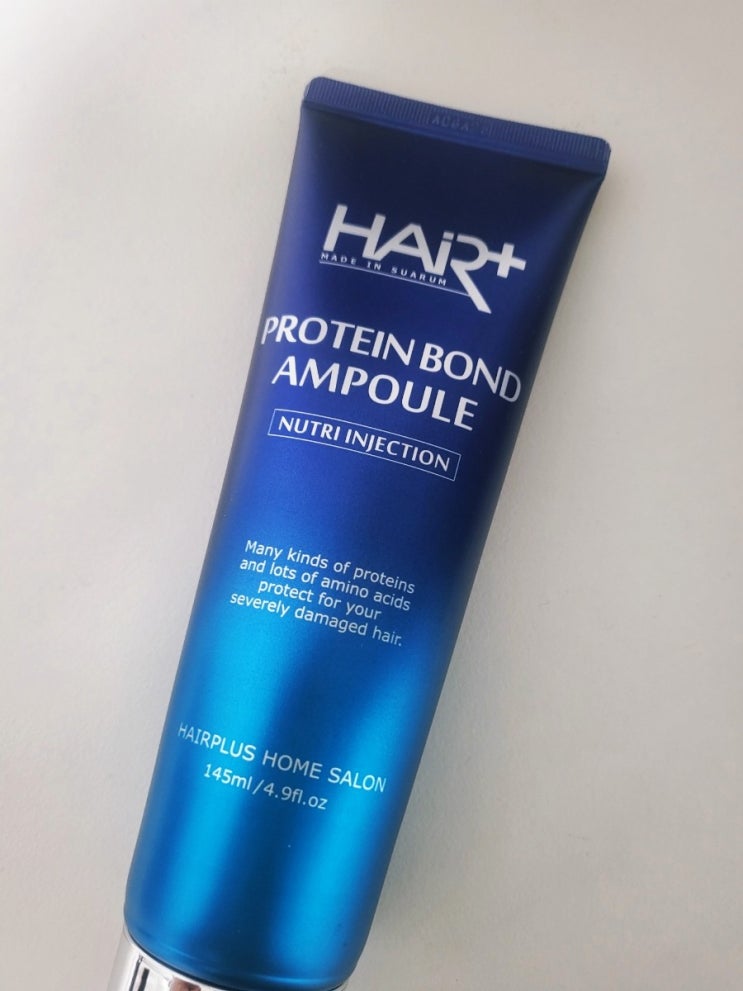 HAiR+
MADE IN SUARUM
PROTEIN BOND
AMPOULE
NUTRI INJECTION
Many kinds of proteins
and lots of amino acids
protect for your
severely damaged hair.
HAIRPLUS HOME SALON
145ml/4.9fl.oz